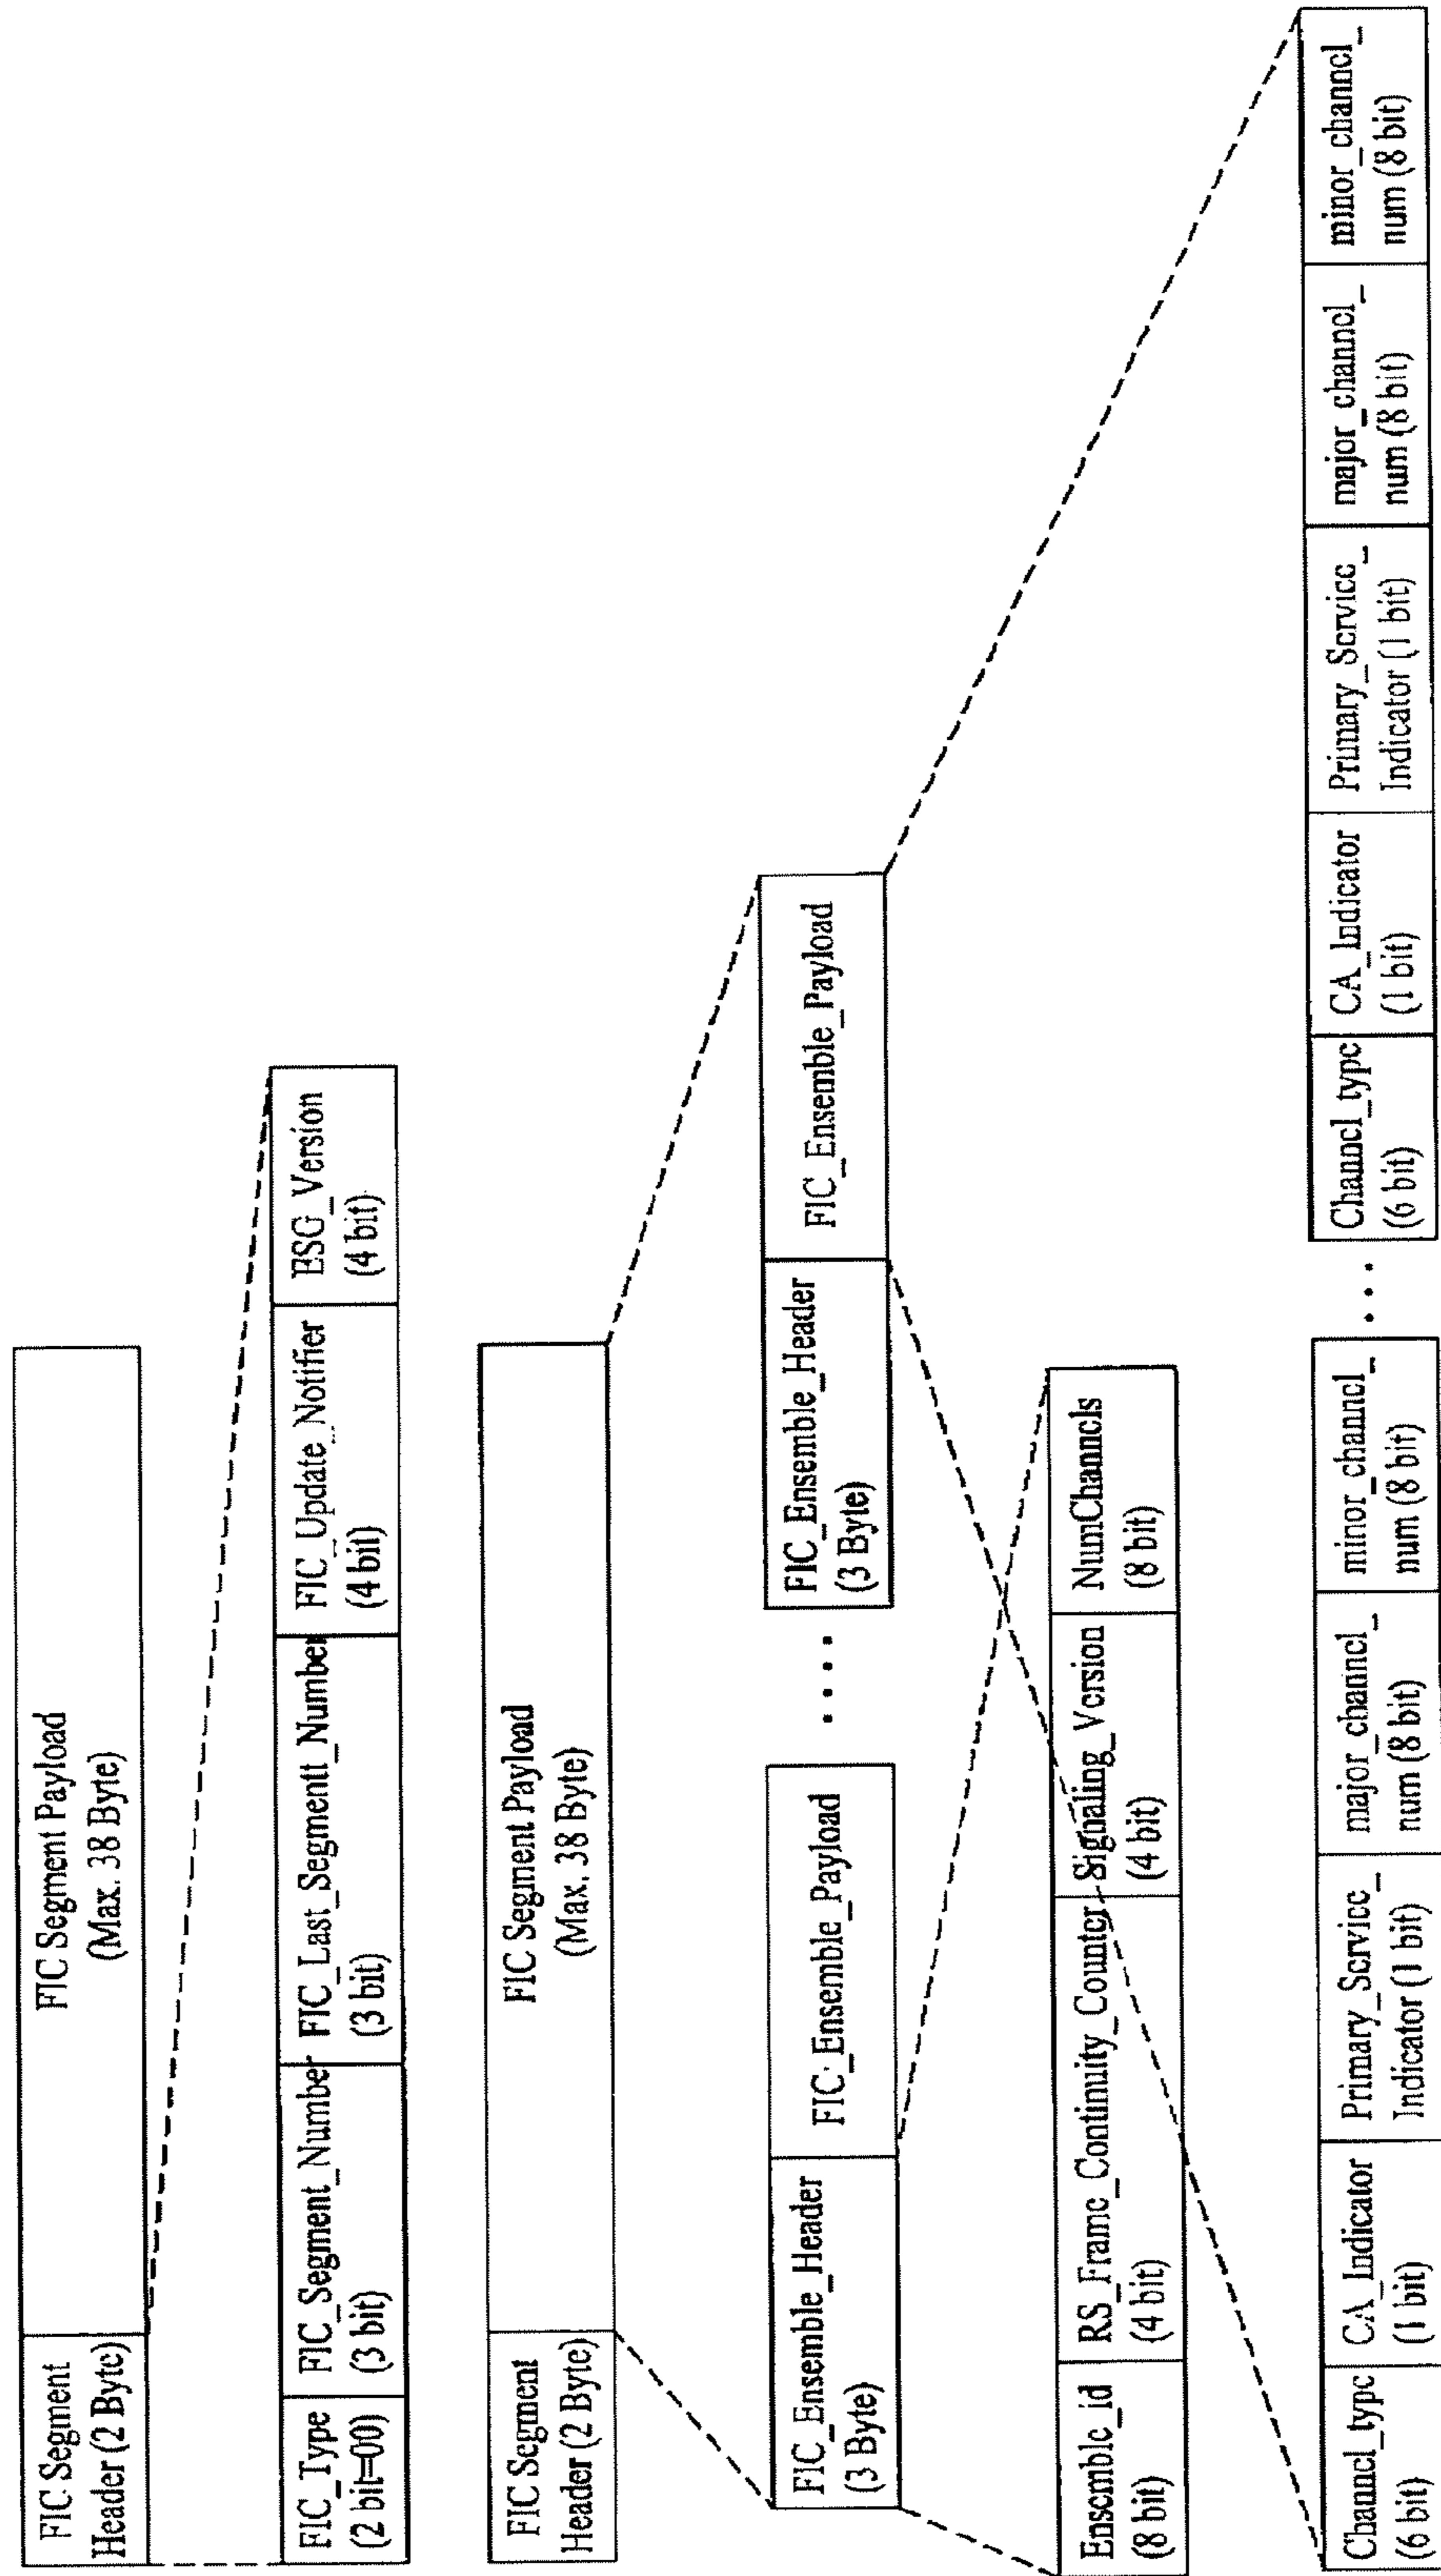 FIC Segment
Header (2 Byte)
FIC Segment Payload
(Max. 38 Byte)
FIC_Type
(2 bit=00)
FIC_Segment_Number
(3 bit)
FIC_Last_Segmentt_Number
(3 bit)
FIC_Update_Notifier
(4 bit)
ESG_Version
(4 bit)
FIC Segment
Header (2 Byte)
FIC Segment Payload
(Max. 38 Byte)
FIC_Ensemble_Header
(3 Byte)
FIC_Ensemble_Payload
. . . .
FIC_Ensemble_Header
(3 Byte)
FIC_Ensemble_Payload
Ensemble_id
(8 bit)
RS_Frame_Continuity_Counter
(4 bit)
Signaling_Version
(4 bit)
NumChannels
(8 bit)
Channel_type
(6 bit)
CA_Indicator
(1 bit)
Primary_Service_
Indicator (1 bit)
major_channel_
num (8 bit)
minor_channel_
num (8 bit)
. . .
Channel_type
(6 bit)
CA_Indicator
(1 bit)
Primary_Service_
Indicator (1 bit)
major_channel_
num (8 bit)
minor_channel_
num (8 bit)